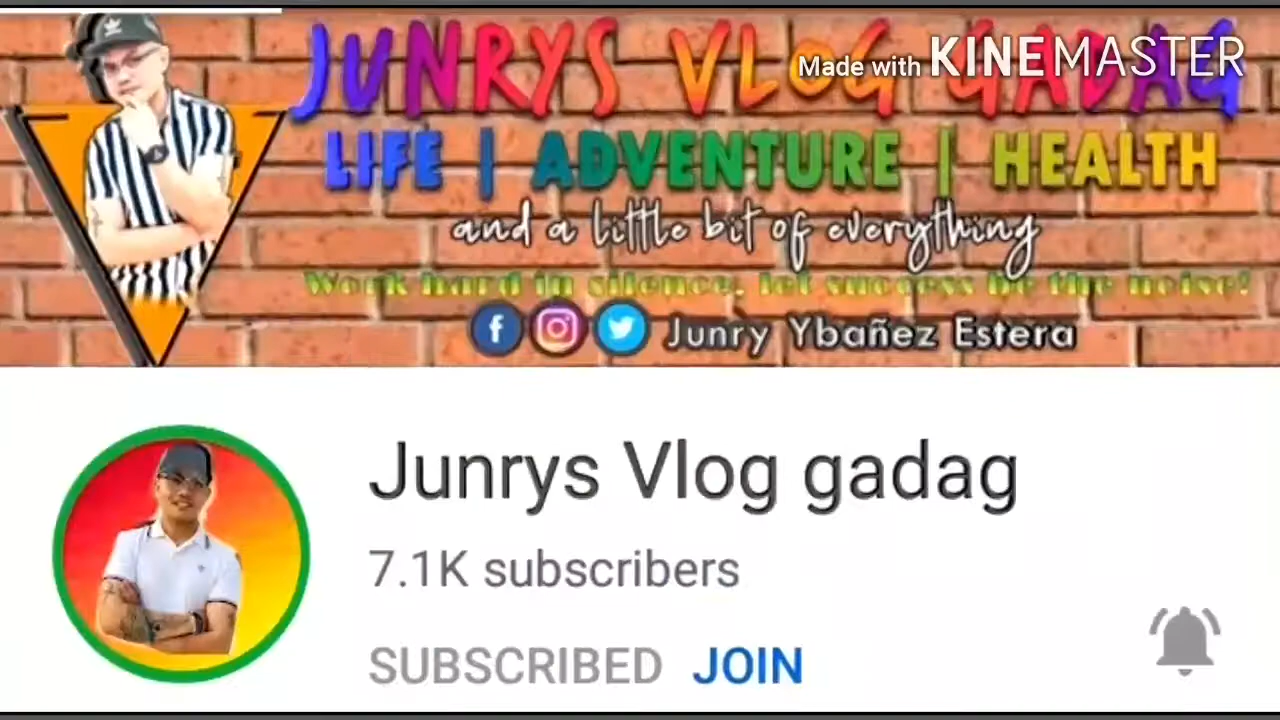 JUNRYS VLOG GADAG
Made with KINEMASTER
LIFE | ADVENTURE | HEALTH
and a little bit of everything
Work hard in silence, let success be the noise!
Junry Ybañez Estera
Junrys Vlog gadag
7.1K subscribers
SUBSCRIBED JOIN